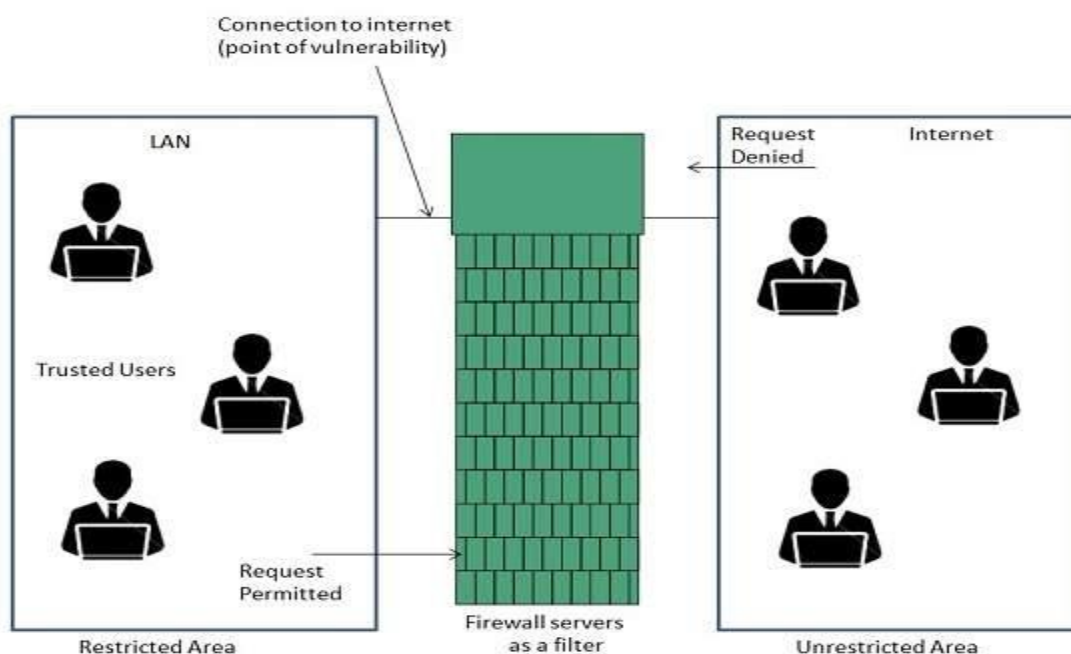 Connection to internet
(point of vulnerability)
LAN
Request
Denied
Internet
Trusted Users
Request
Permitted
Firewall servers
as a filter
Restricted Area
Unrestricted Area